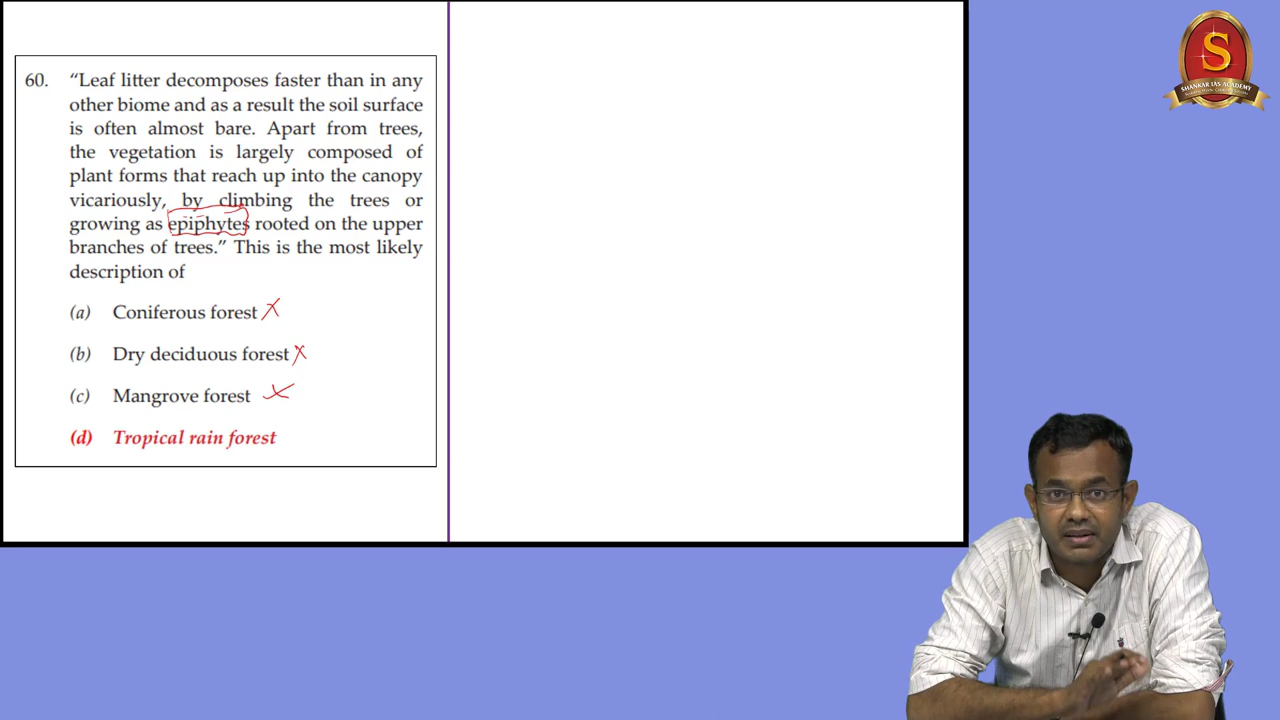 60. “Leaf litter decomposes faster than in any
other biome and as a result the soil surface
is often almost bare. Apart from trees,
the vegetation is largely composed of
plant forms that reach up into the canopy
vicariously, by climbing the trees or
growing as epiphytes rooted on the upper
branches of trees.” This is the most likely
description of
(a) Coniferous forest
(b) Dry deciduous forest
(c) Mangrove forest
(d) Tropical rain forest
S
SHANKAR IAS ACADEMY